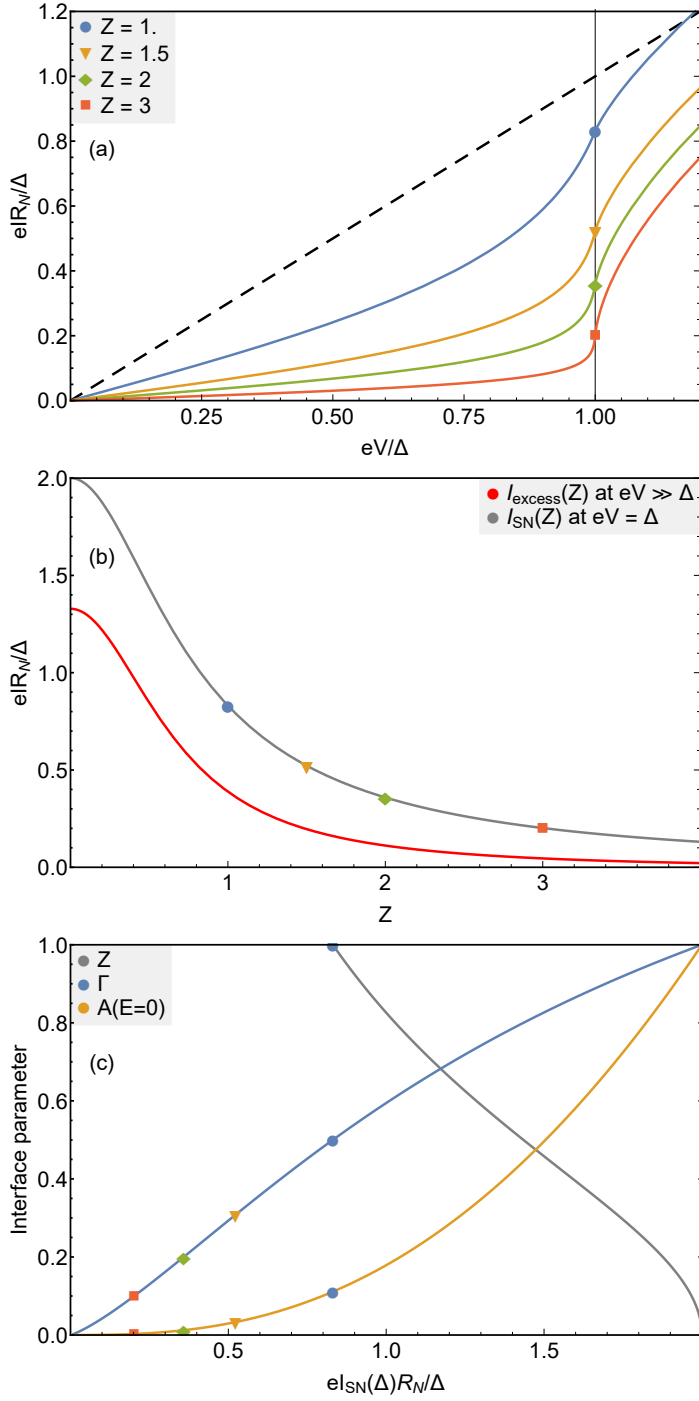 Z = 1.
Z = 1.5
Z = 2
Z = 3
(a)
eIR_N/Δ
0.0
0.2
0.4
0.6
0.8
1.0
1.2
0.25
0.50
0.75
1.00
eV/Δ
I_excess(Z) at eV ≫ Δ
I_SN(Z) at eV = Δ
(b)
eIR_N/Δ
0.0
0.5
1.0
1.5
2.0
1
2
3
Z
Z
Γ
A(E=0)
(c)
Interface parameter
0.0
0.2
0.4
0.6
0.8
1.0
0.5
1.0
1.5
eI_SN(Δ)R_N/Δ